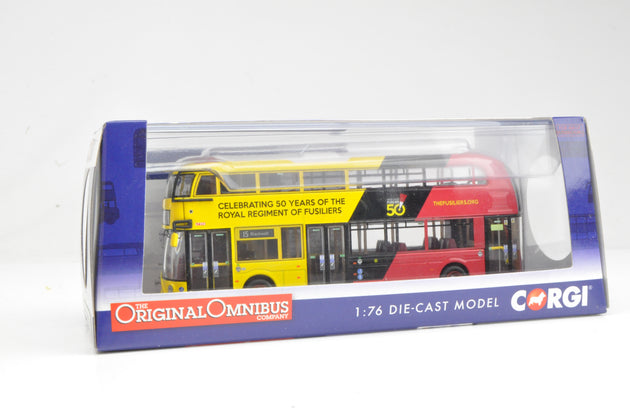 CELEBRATING 50 YEARS OF THE
ROYAL REGIMENT OF FUSILIERS
50
THEFUSILIERS.ORG
15 Blackwall
THE
ORIGINAL OMNIBUS
COMPANY
1:76 DIE-CAST MODEL
CORGI